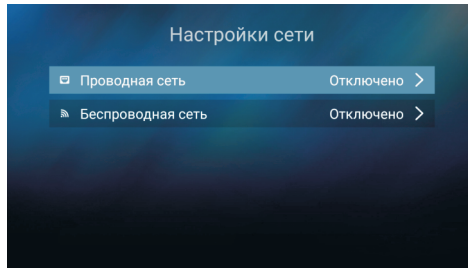 Настройки сети
Проводная сеть Отключено
Беспроводная сеть Отключено